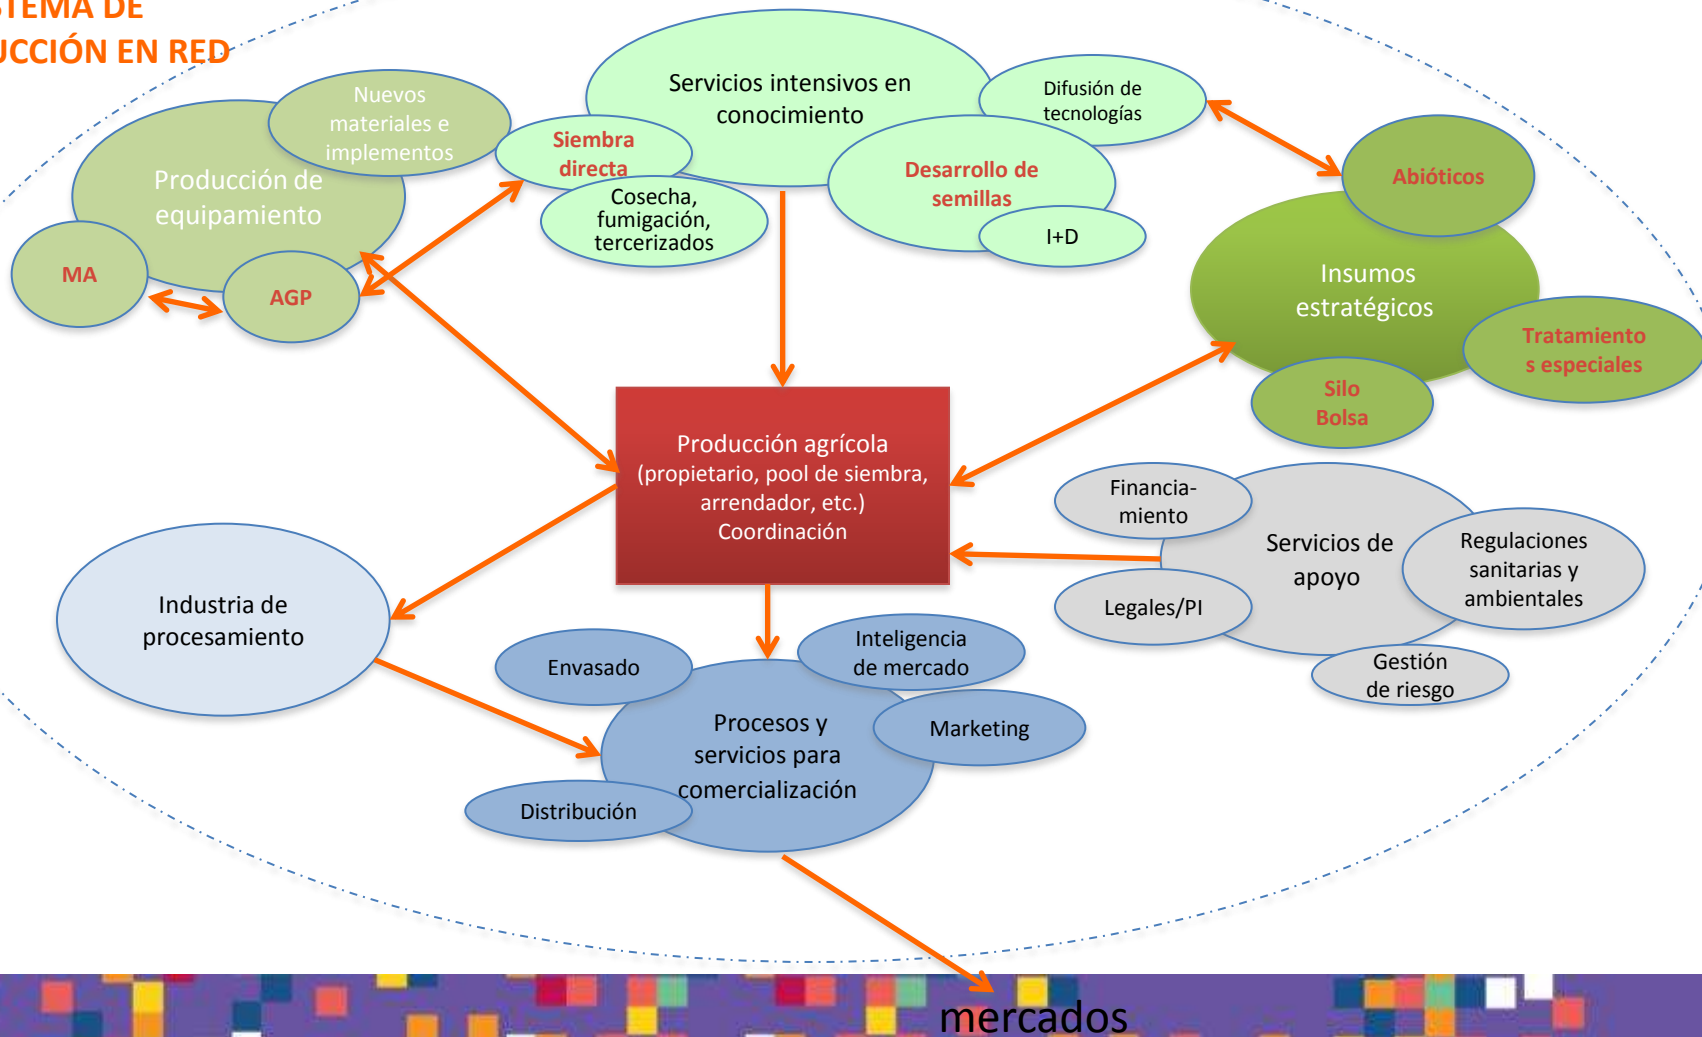 STEMA DE
UCCIÓN EN RED
Nuevos
materiales e
implementos
Producción de
equipamiento
MA
AGP
Servicios intensivos en
conocimiento
Siembra
directa
Cosecha,
fumigación,
tercerizados
Difusión de
tecnologías
Desarrollo de
semillas
I+D
Abióticos
Insumos
estratégicos
Tratamiento
s especiales
Silo
Bolsa
Producción agrícola
(propietario, pool de siembra,
arrendador, etc.)
Coordinación
Financia-
miento
Servicios de
apoyo
Regulaciones
sanitarias y
ambientales
Legales/PI
Gestión
de riesgo
Industria de
procesamiento
Envasado
Inteligencia
de mercado
Procesos y
servicios para
comercialización
Marketing
Distribución
mercados